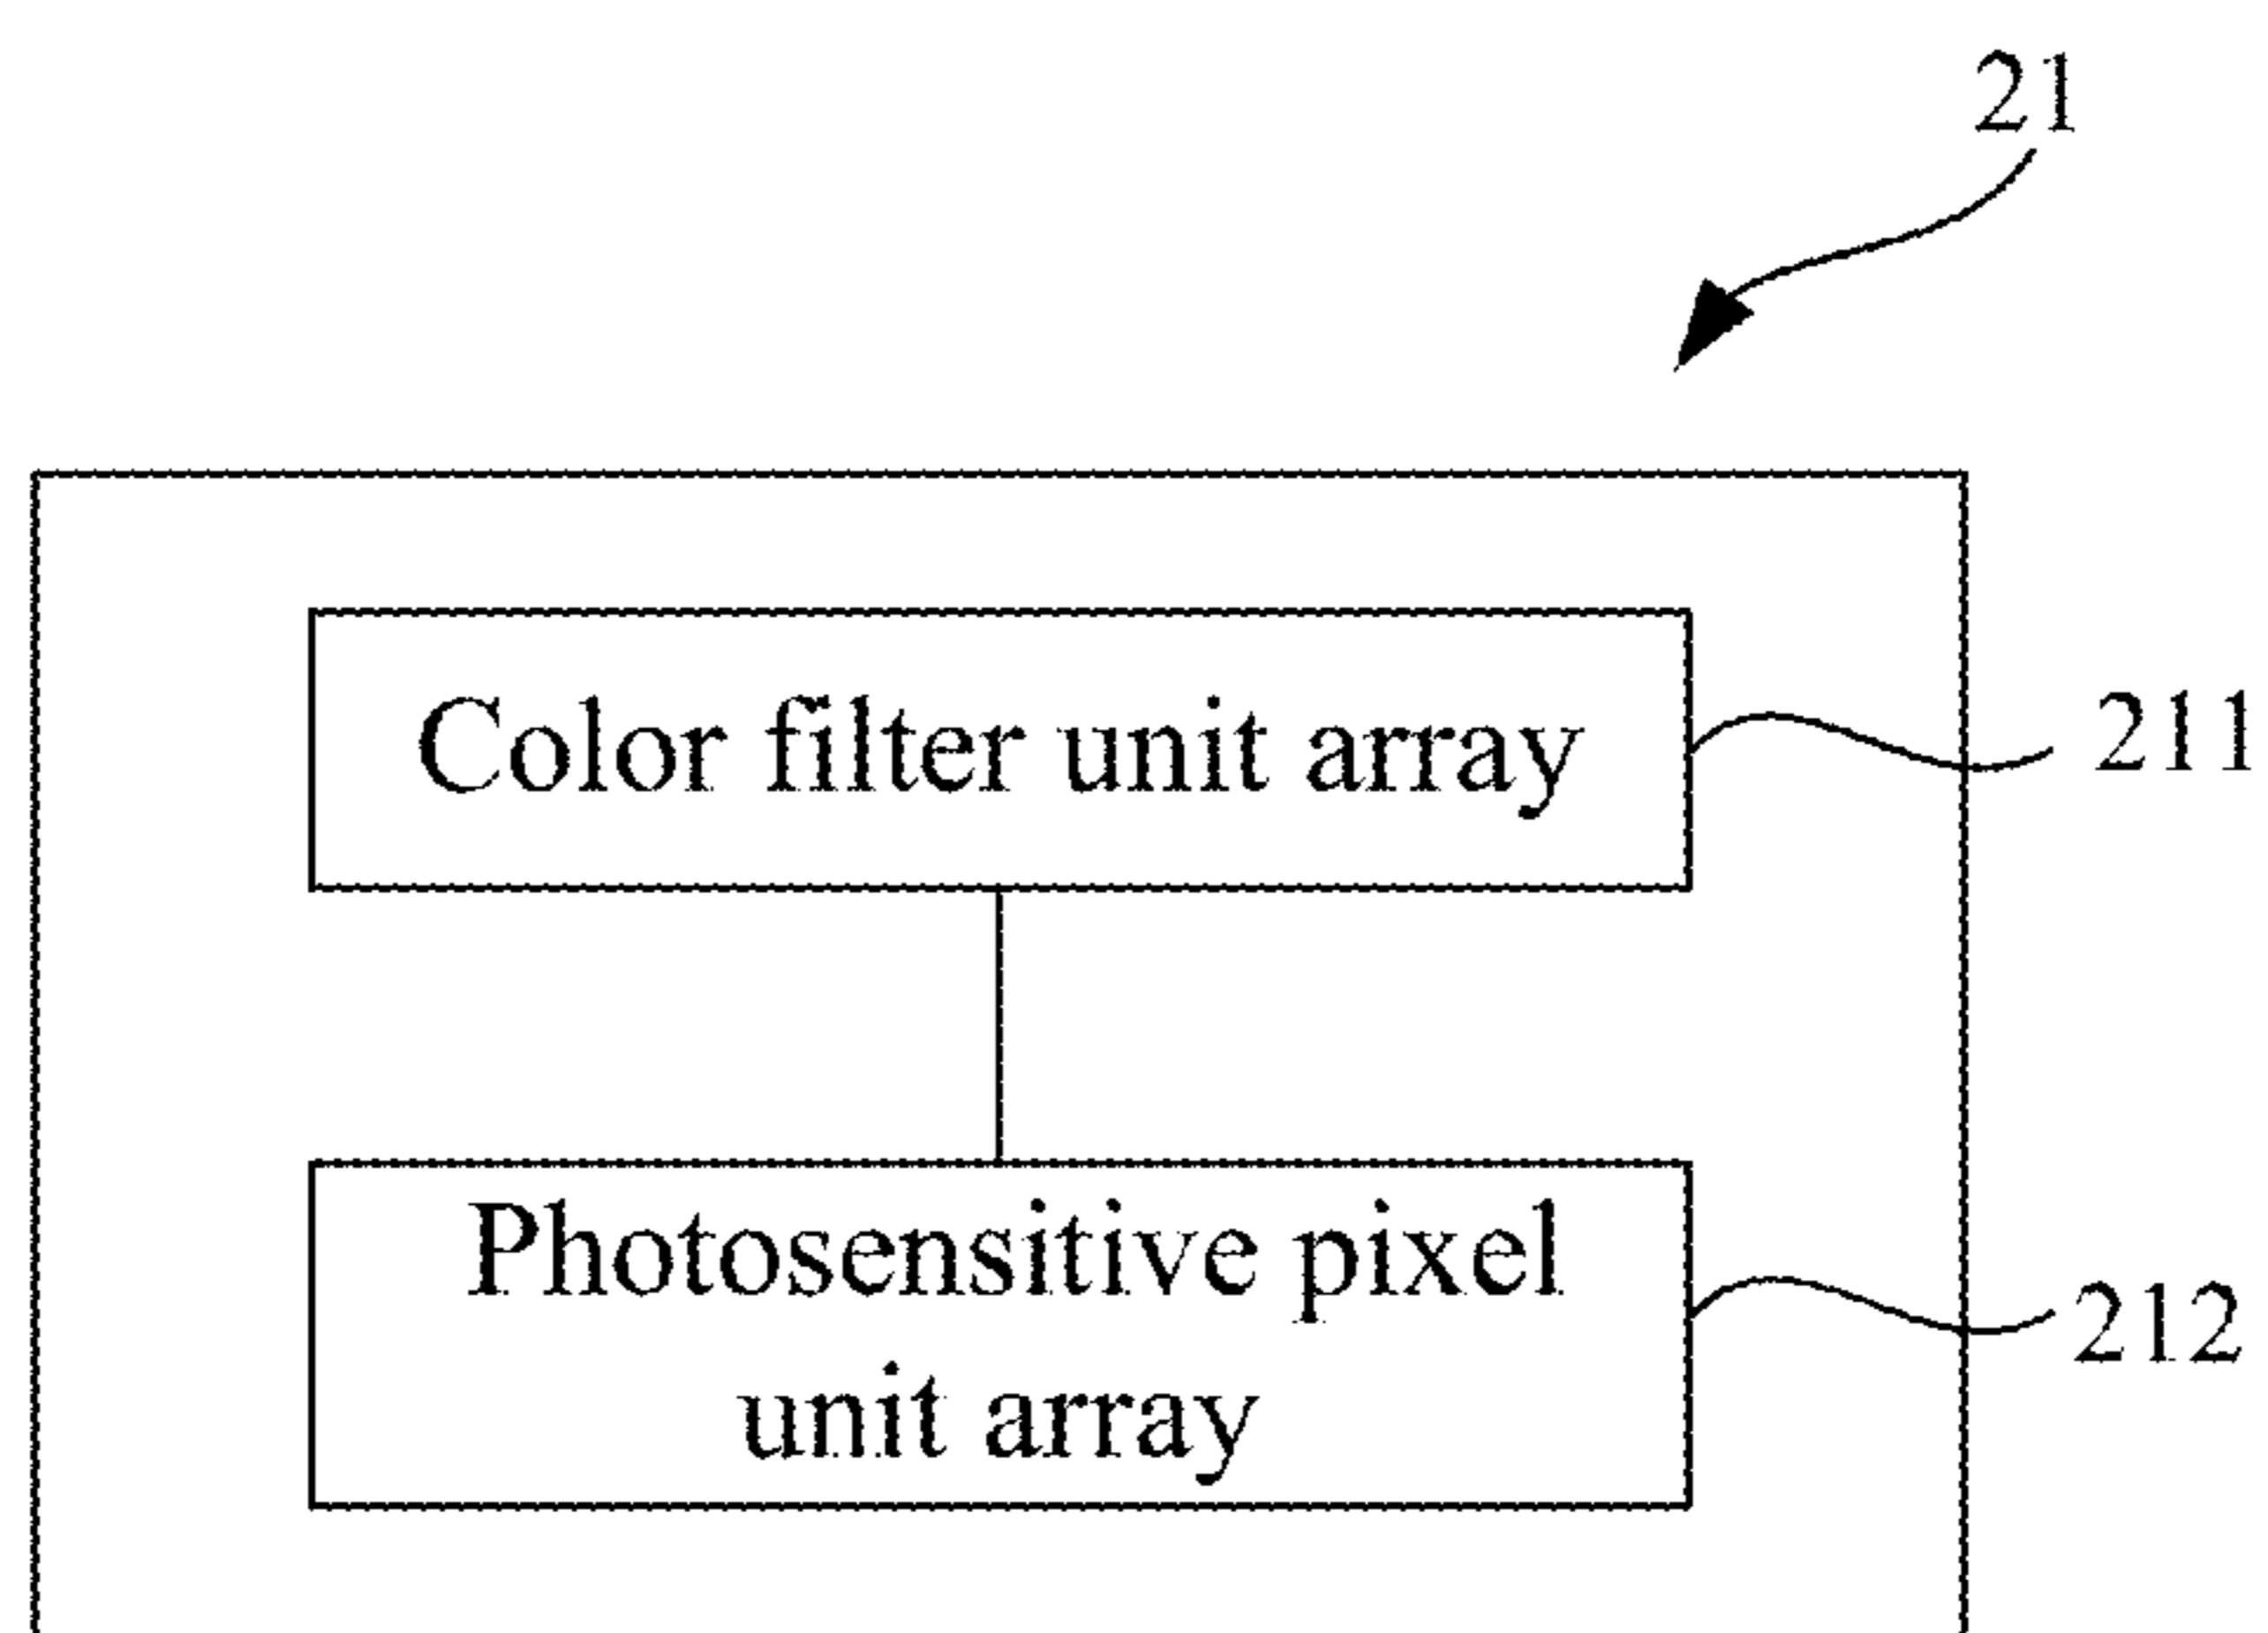 21
Color filter unit array
211
Photosensitive pixel
unit array
212